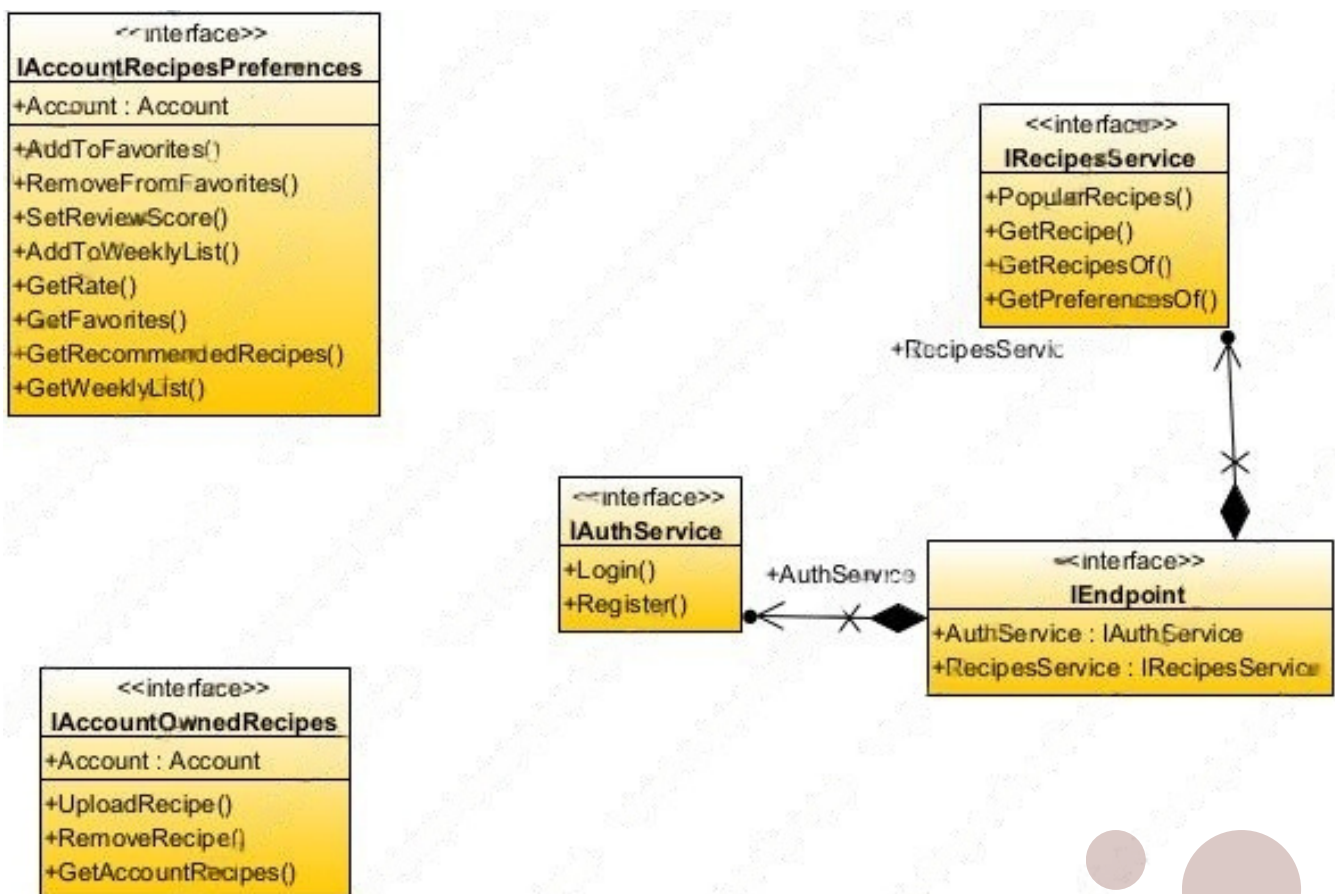 <<interface>>
IAccountRecipesPreferences
+Account : Account
+AddToFavorites()
+RemoveFromFavorites()
+SetReviewScore()
+AddToWeeklyList()
+GetRate()
+GetFavorites()
+GetRecommendedRecipes()
+GetWeeklyList()
<<interface>>
IRecipesService
+PopularRecipes()
+GetRecipe()
+GetRecipesOf()
+GetPreferencesOf()
+RecipesServic
<<interface>>
IAuthService
+Login()
+Register()
+AuthService
<<interface>>
IEndpoint
+AuthService : IAuthService
+RecipesService : IRecipesService
<<interface>>
IAccountOwnedRecipes
+Account : Account
+UploadRecipe()
+RemoveRecipe()
+GetAccountRecipes()